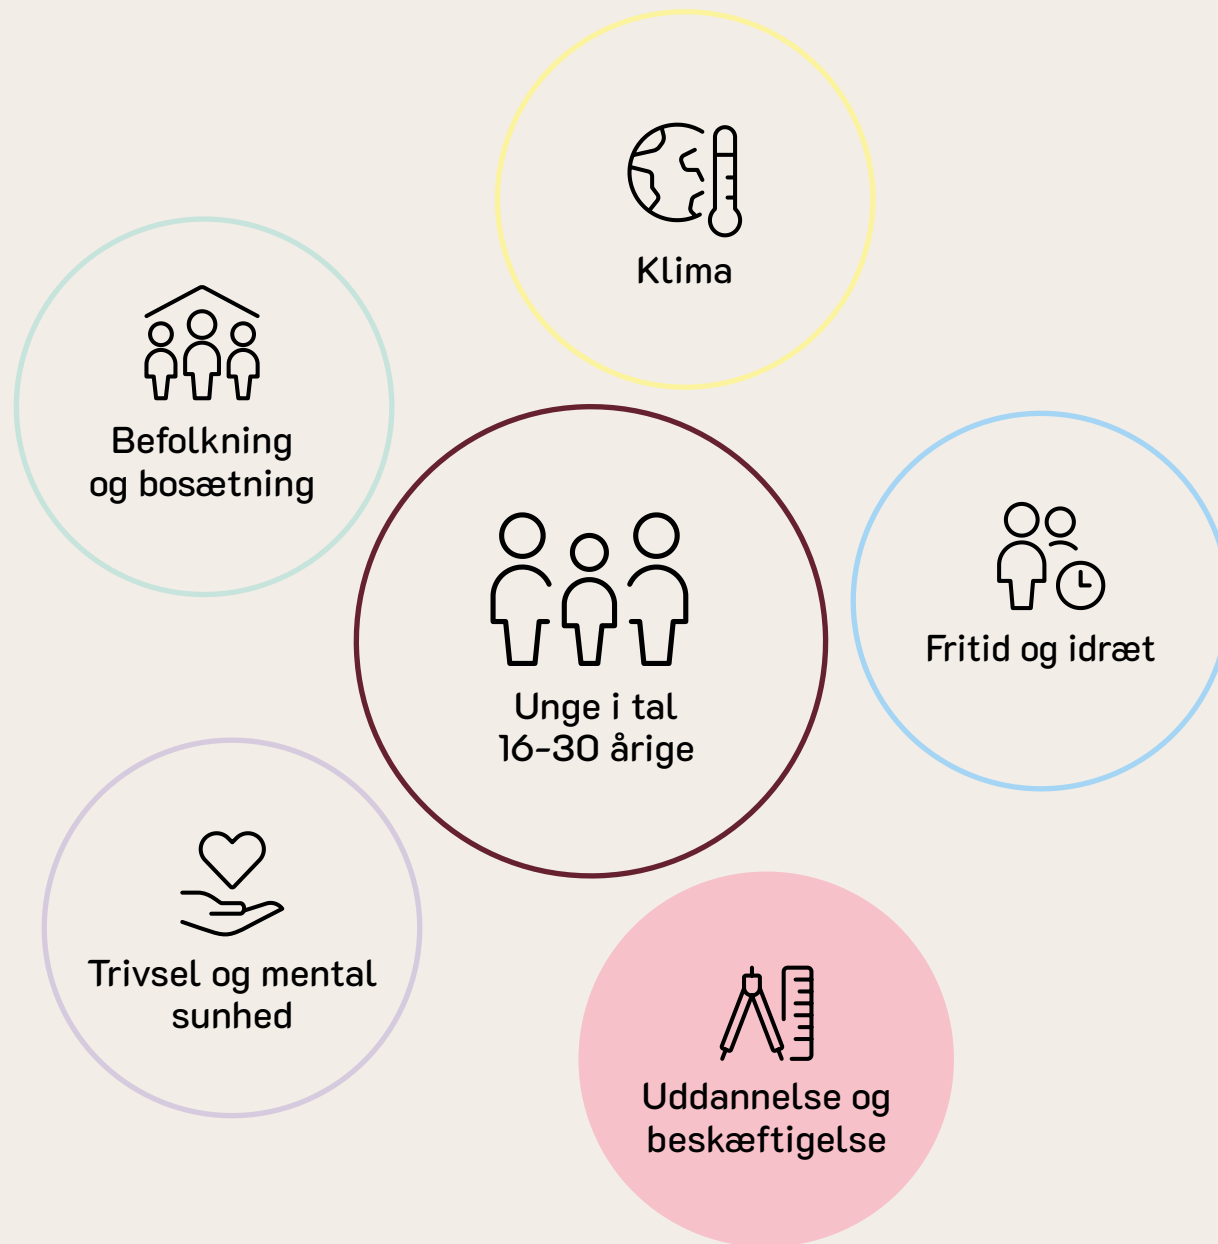 Klima
Befolkning
og bosætning
Unge i tal
16-30 årige
Fritid og idræt
Trivsel og mental
sunhed
Uddannelse og
beskæftigelse